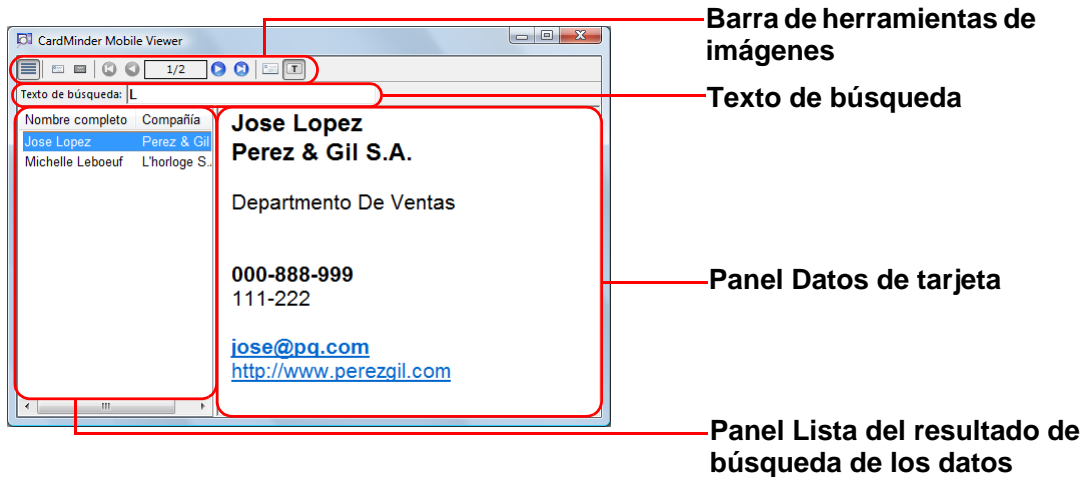 Barra de herramientas de
imágenes
CardMinder Mobile Viewer
1/2
T
Texto de búsqueda: L
Texto de búsqueda
Nombre completo Compañía
Jose Lopez Perez & Gil
Michelle Leboeuf L'horloge S..
Jose Lopez
Perez & Gil S.A.
Departmento De Ventas
000-888-999
111-222
jose@pq.com
http://www.perezgil.com
Panel Datos de tarjeta
Panel Lista del resultado de
búsqueda de los datos